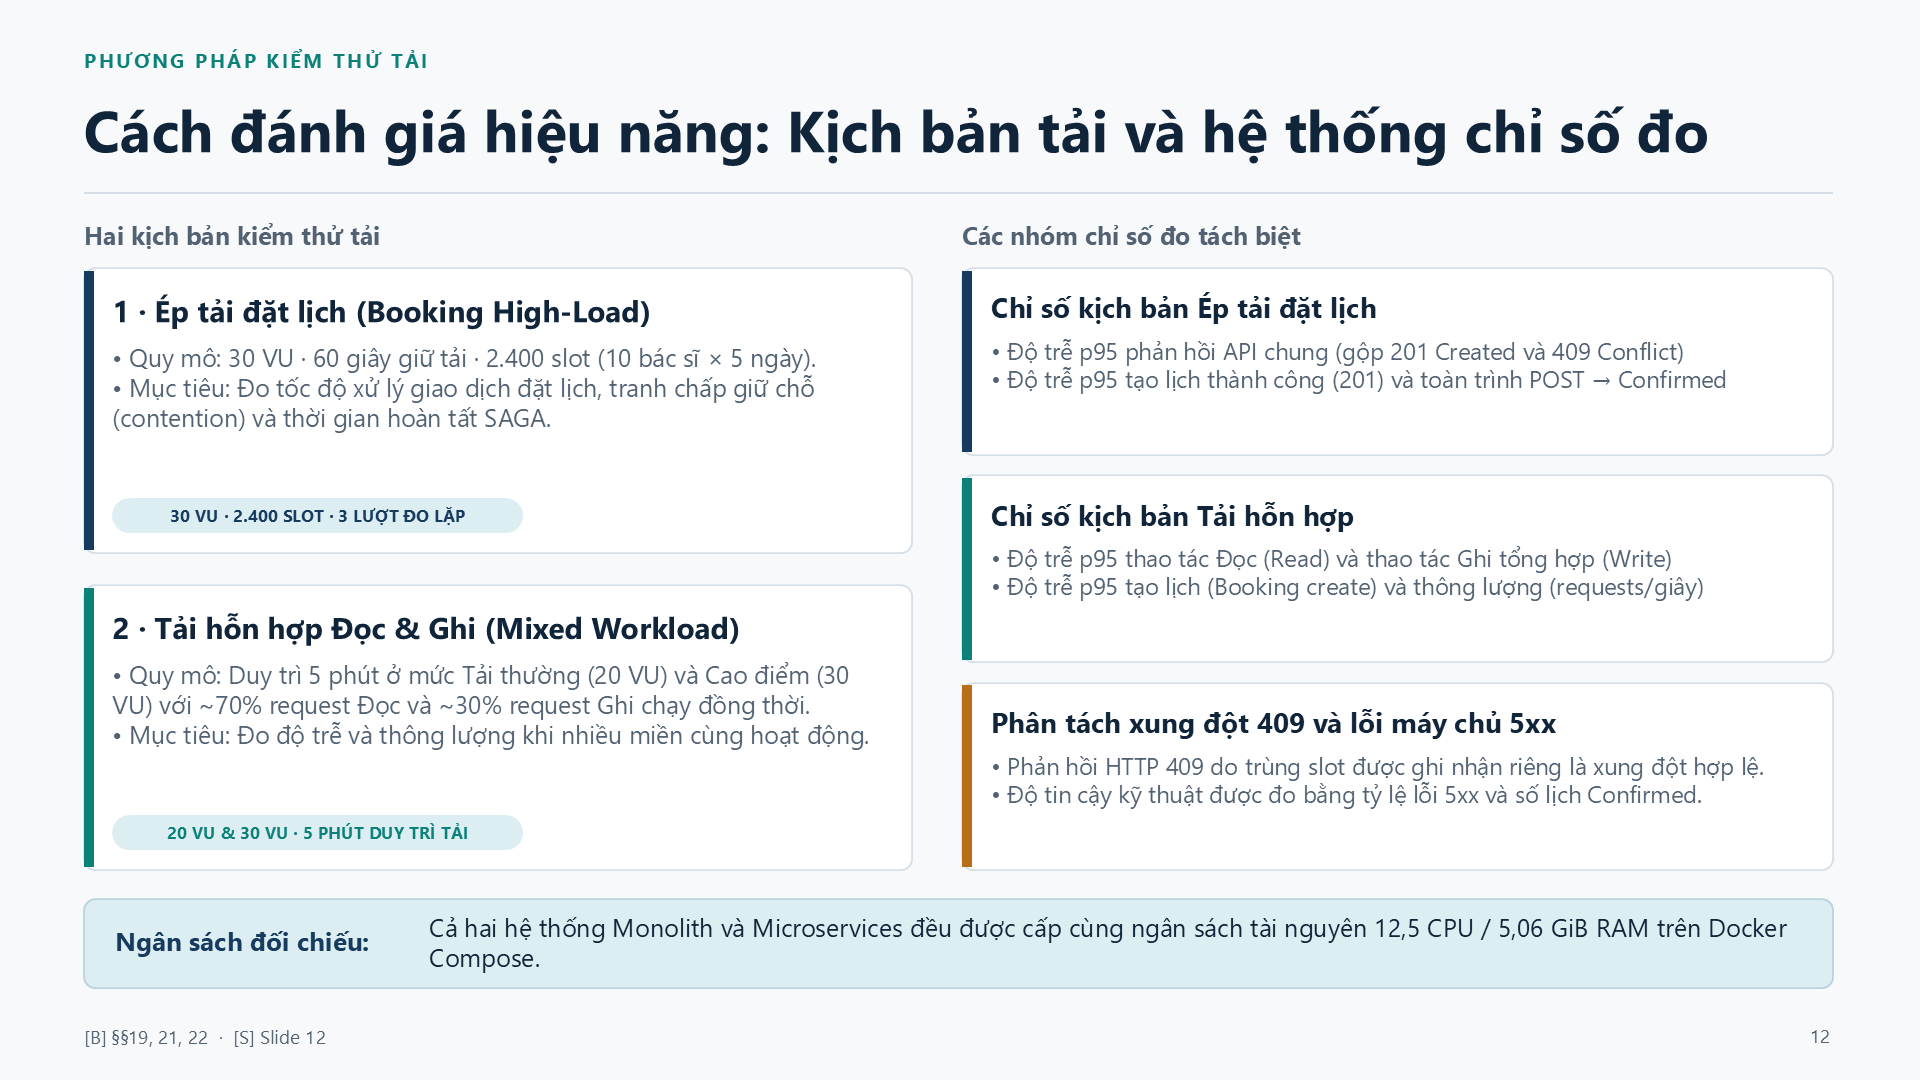 PHƯƠNG PHÁP KIỂM THỬ TẢI
Cách đánh giá hiệu năng: Kịch bản tải và hệ thống chỉ số đo
Hai kịch bản kiểm thử tải
1 · Ép tải đặt lịch (Booking High-Load)
• Quy mô: 30 VU · 60 giây giữ tải · 2.400 slot (10 bác sĩ × 5 ngày).
• Mục tiêu: Đo tốc độ xử lý giao dịch đặt lịch, tranh chấp giữ chỗ
(contention) và thời gian hoàn tất SAGA.
30 VU · 2.400 SLOT · 3 LƯỢT ĐO LẶP
2 · Tải hỗn hợp Đọc & Ghi (Mixed Workload)
• Quy mô: Duy trì 5 phút ở mức Tải thường (20 VU) và Cao điểm (30
VU) với ~70% request Đọc và ~30% request Ghi chạy đồng thời.
• Mục tiêu: Đo độ trễ và thông lượng khi nhiều miền cùng hoạt động.
20 VU & 30 VU · 5 PHÚT DUY TRÌ TẢI
Các nhóm chỉ số đo tách biệt
Chỉ số kịch bản Ép tải đặt lịch
• Độ trễ p95 phản hồi API chung (gộp 201 Created và 409 Conflict)
• Độ trễ p95 tạo lịch thành công (201) và toàn trình POST → Confirmed
Chỉ số kịch bản Tải hỗn hợp
• Độ trễ p95 thao tác Đọc (Read) và thao tác Ghi tổng hợp (Write)
• Độ trễ p95 tạo lịch (Booking create) và thông lượng (requests/giây)
Phân tách xung đột 409 và lỗi máy chủ 5xx
• Phản hồi HTTP 409 do trùng slot được ghi nhận riêng là xung đột hợp lệ.
• Độ tin cậy kỹ thuật được đo bằng tỷ lệ lỗi 5xx và số lịch Confirmed.
Ngân sách đối chiếu:
Cả hai hệ thống Monolith và Microservices đều được cấp cùng ngân sách tài nguyên 12,5 CPU / 5,06 GiB RAM trên Docker
Compose.
[B] §§19, 21, 22 · [S] Slide 12
12